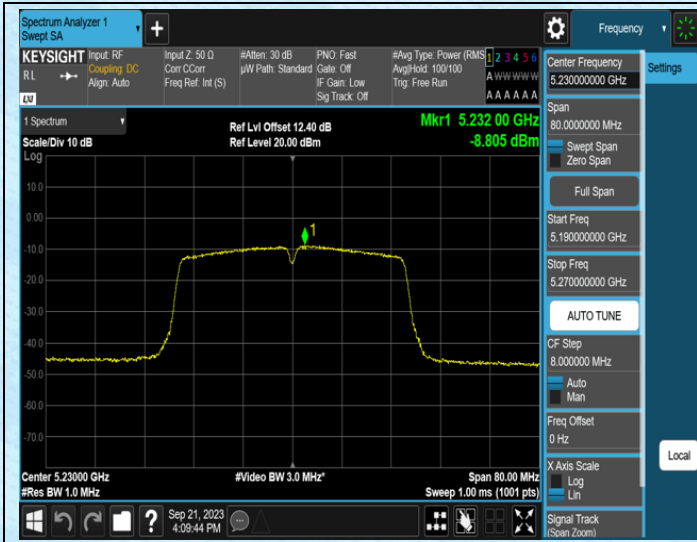 Spectrum Analyzer 1
Swept SA
+
Frequency
KEYSIGHT
RL
LXI
Input: RF
Coupling: DC
Align: Auto
Input Z: 50 Ω
Corr CCorr
Freq Ref: Int (S)
#Atten: 30 dB
µW Path: Standard
PNO: Fast
Gate: Off
IF Gain: Low
Sig Track: Off
#Avg Type: Power (RMS
Avg|Hold: 100/100
Trig: Free Run
1 2 3 4 5 6
A W W W W W
A A A A A A
1 Spectrum
Scale/Div 10 dB
Log
Ref Lvl Offset 12.40 dB
Ref Level 20.00 dBm
Mkr1 5.232 00 GHz
-8.805 dBm
10.0
0.00
-10.0
-20.0
-30.0
-40.0
-50.0
-60.0
-70.0
1
Center 5.23000 GHz
#Res BW 1.0 MHz
#Video BW 3.0 MHz*
Span 80.00 MHz
Sweep 1.00 ms (1001 pts)
?
Sep 21, 2023
4:09:44 PM
Center Frequency
5.230000000 GHz
Span
80.0000000 MHz
Swept Span
Zero Span
Full Span
Start Freq
5.190000000 GHz
Stop Freq
5.270000000 GHz
AUTO TUNE
CF Step
8.000000 MHz
Auto
Man
Freq Offset
0 Hz
X Axis Scale
Log
Lin
Signal Track
(Span Zoom)
Settings
Local